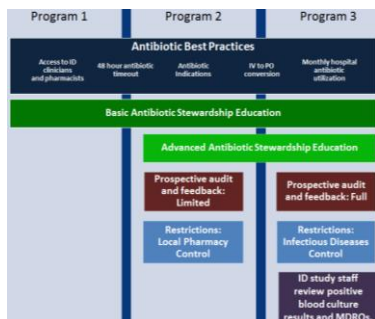 Program 1
Program 2
Program 3
Antibiotic Best Practices
Access to ID
clinicians
and pharmacists
48 hour antibiotic
timeout
Antibiotic
Indications
IV to PO
conversion
Monthly hospital
antibiotic
utilization
Basic Antibiotic Stewardship Education
Advanced Antibiotic Stewardship Education
Prospective audit
and feedback:
Limited
Prospective audit
and feedback: Full
Restrictions:
Local Pharmacy
Control
Restrictions:
Infectious Diseases
Control
ID study staff
review positive
blood culture
results and MDROs